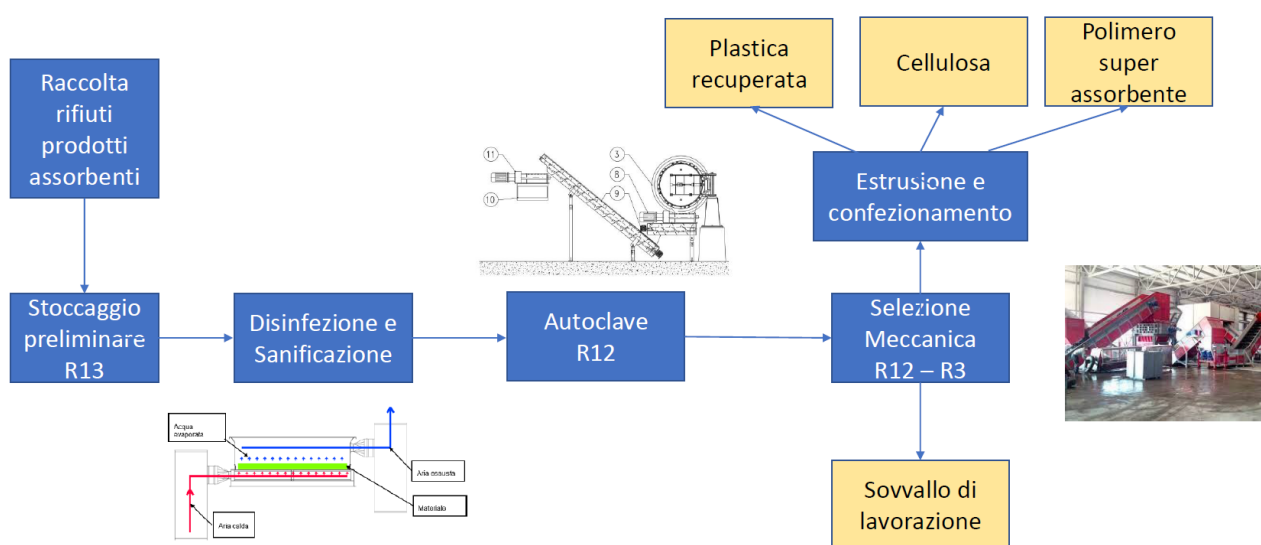 Raccolta
rifiuti
prodotti
assorbenti
Stoccaggio
preliminare
R13
Disinfezione e
Sanificazione
Autoclave
R12
Selezione
Meccanica
R12 – R3
Estrusione e
confezionamento
Plastica
recuperata
Cellulosa
Polimero
super
assorbente
Sovvallo di
lavorazione
11
10
3
8
9
Acqua
evaporata
Aria esausta
Materiale
Aria calda